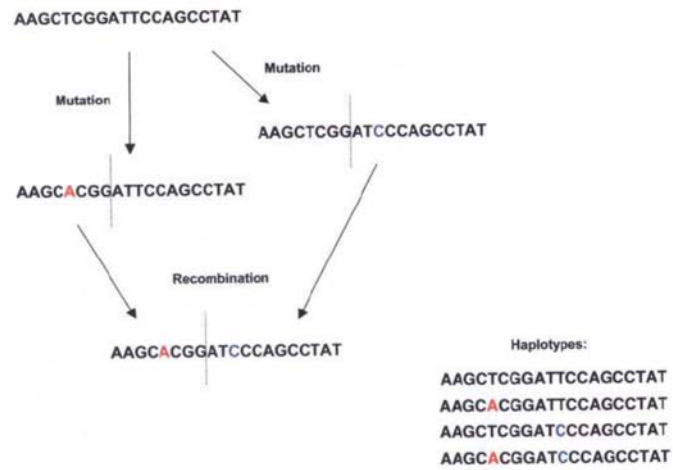 AAGCTCGGATTCCAGCCTAT
Mutation
Mutation
AAGCTCGGATCCCAGCCTAT
AAGCACGGATTCCAGCCTAT
Recombination
AAGCACGGATCCCAGCCTAT
Haplotypes:
AAGCTCGGATTCCAGCCTAT
AAGCACGGATTCCAGCCTAT
AAGCTCGGATCCCAGCCTAT
AAGCACGGATCCCAGCCTAT